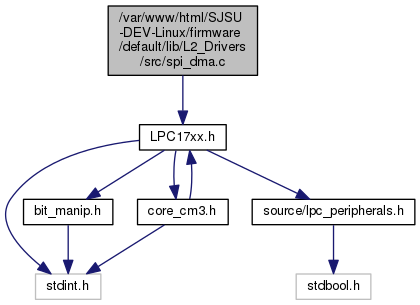 /var/www/html/SJSU
-DEV-Linux/firmware
/default/lib/L2_Drivers
/src/spi_dma.c
LPC17xx.h
bit_manip.h
core_cm3.h
source/lpc_peripherals.h
stdint.h
stdbool.h